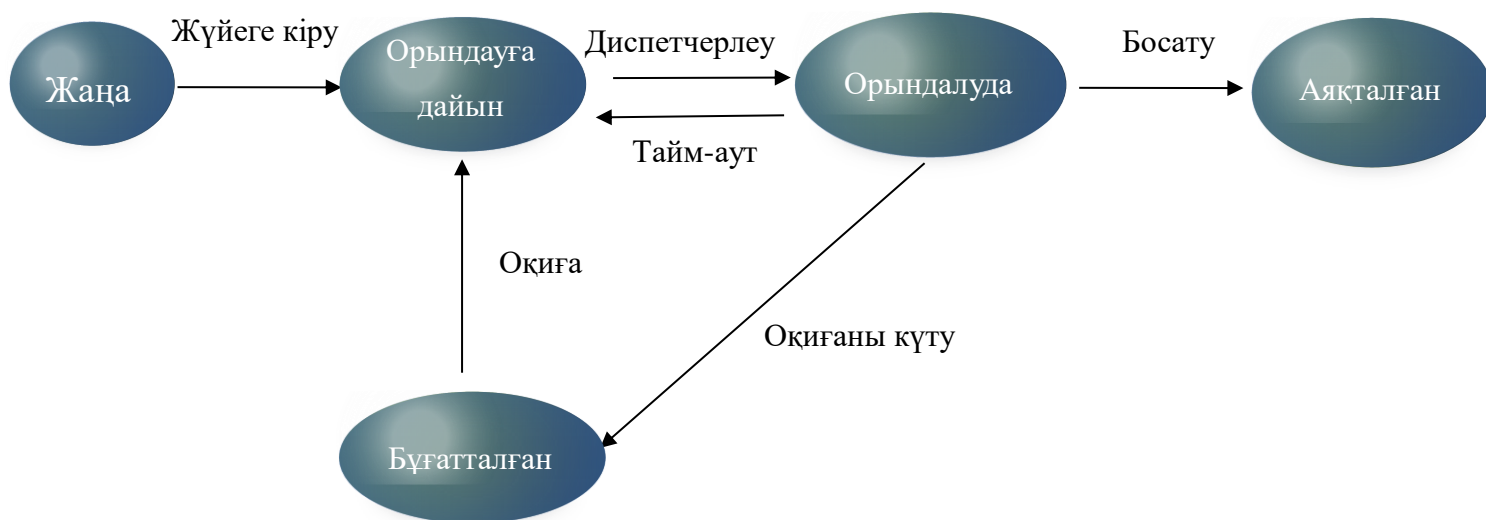 Жүйеге кіру
Диспетчерлеу
Босату
Жаңа
Орындауға
дайын
Орындалуда
Аяқталған
Тайм-аут
Оқиға
Оқиғаны күту
Бұғатталған